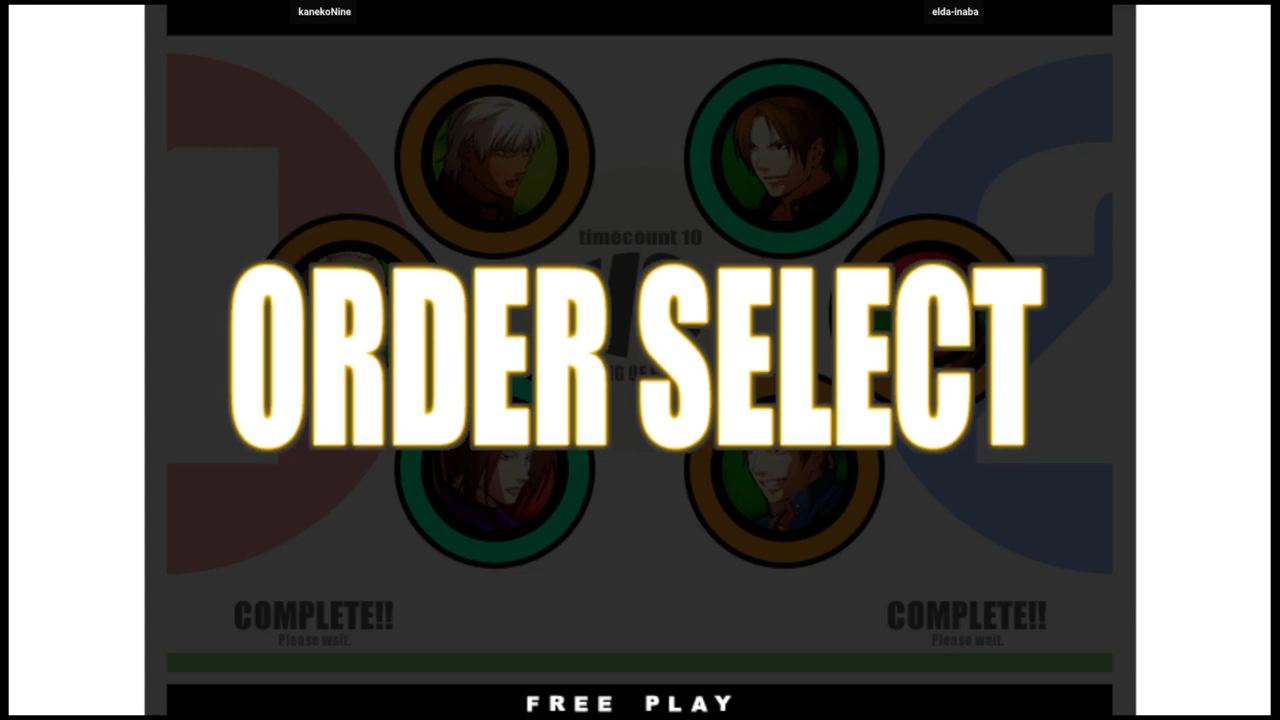 kanekoNine
elda-inaba
timecount 10
ORDER SELECT
COMPLETE!!
Please wait.
COMPLETE!!
Please wait.
FREE PLAY